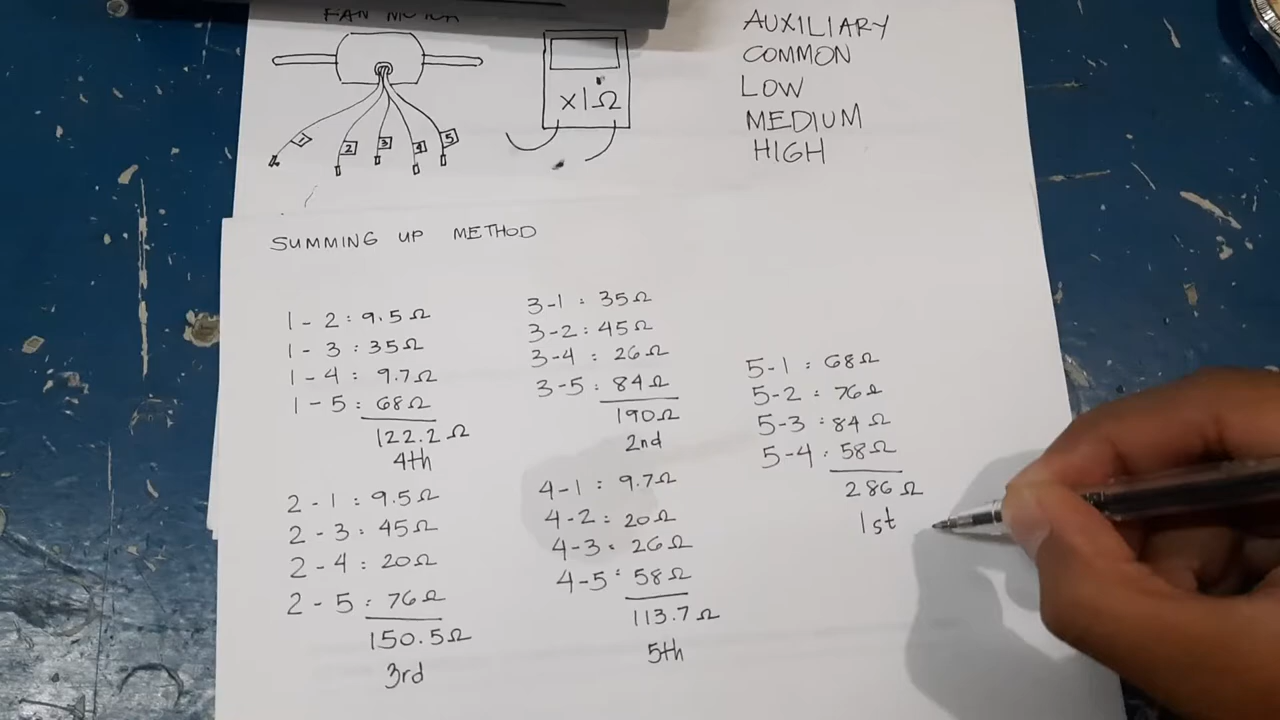 FAN MOTOR
1
2
3
4
5
x1Ω
AUXILIARY
COMMON
LOW
MEDIUM
HIGH
SUMMING UP METHOD
1 - 2 : 9.5Ω
1 - 3 : 35Ω
1 - 4 : 9.7Ω
1 - 5 : 68Ω
122.2Ω
4th
2 - 1 : 9.5Ω
2 - 3 : 45Ω
2 - 4 : 20Ω
2 - 5 : 76Ω
150.5Ω
3rd
3-1 : 35Ω
3-2 : 45Ω
3-4 : 26Ω
3-5 : 84Ω
190Ω
2nd
4-1 : 9.7Ω
4-2 : 20Ω
4-3 : 26Ω
4-5 : 58Ω
113.7Ω
5th
5-1 : 68Ω
5-2 : 76Ω
5-3 : 84Ω
5-4 : 58Ω
286Ω
1st